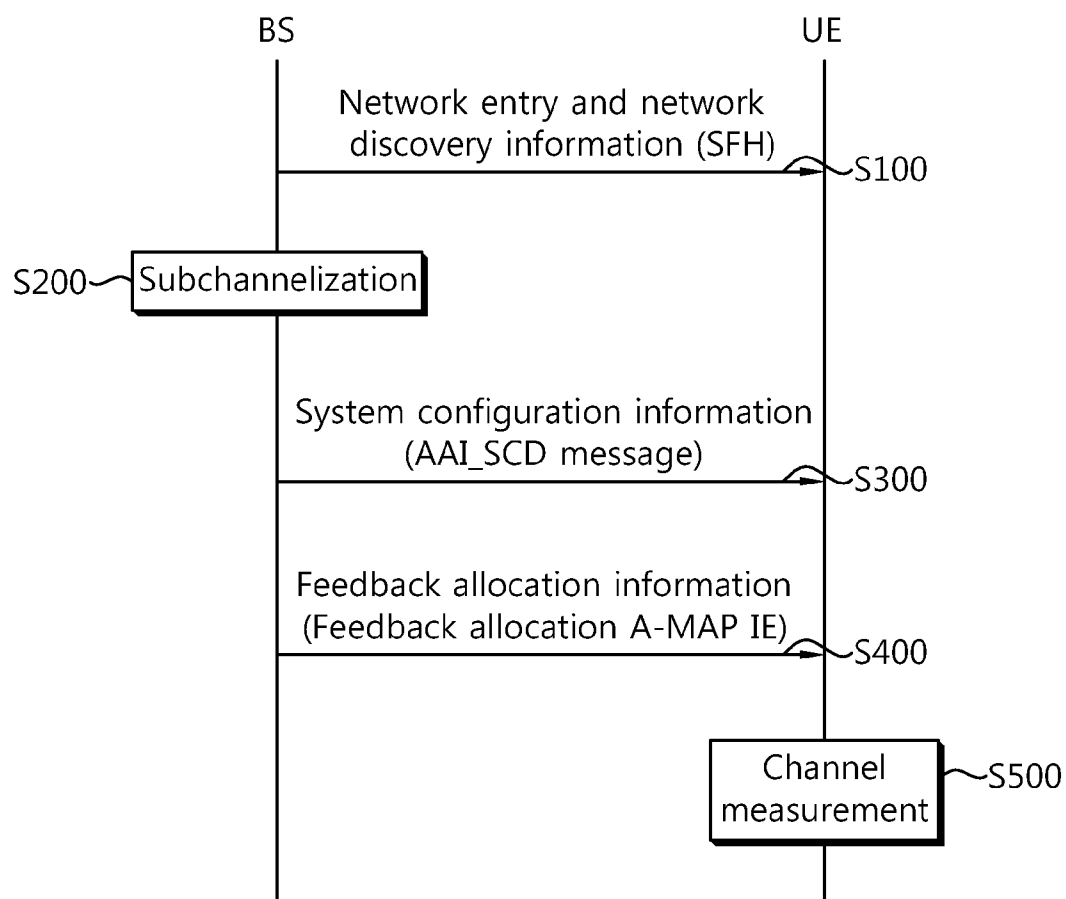 BS
UE
Network entry and network
discovery information (SFH)
S100
S200
Subchannelization
System configuration information
(AAI_SCD message)
S300
Feedback allocation information
(Feedback allocation A-MAP IE)
S400
Channel
measurement
S500